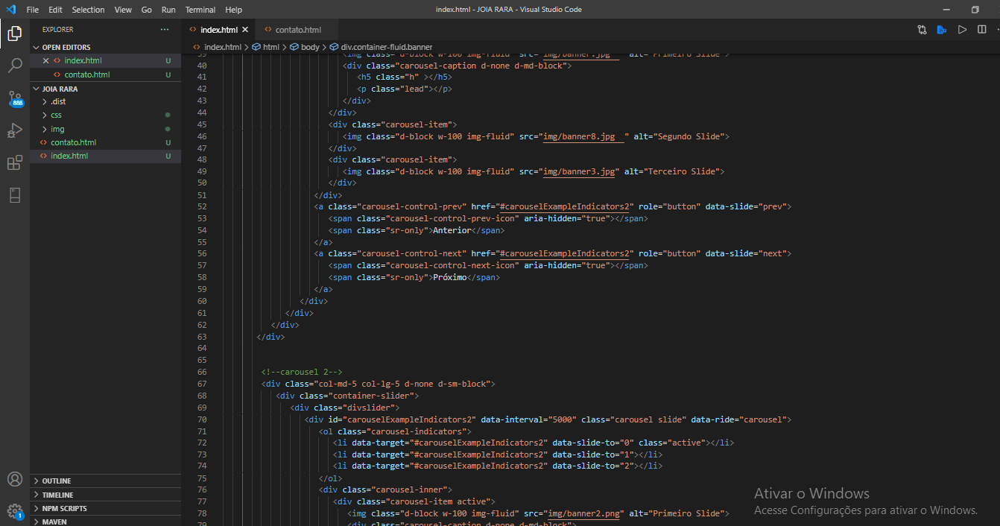 File Edit Selection View Go Run Terminal Help
index.html - JOIA RARA - Visual Studio Code
EXPLORER
OPEN EDITORS
index.html U
contato.html U
JOIA RARA
.dist
css
img
contato.html U
index.html U
OUTLINE
TIMELINE
NPM SCRIPTS
MAVEN
888
1
index.html contato.html
index.html > html > body > div.container-fluid.banner
39 <img class="d-block w-100 img-fluid" src="img/banner.jpg " alt="Primeiro Slide">
40 <div class="carousel-caption d-none d-md-block">
41 <h5 class="h" ></h5>
42 <p class="lead"></p>
43 </div>
44 </div>
45 <div class="carousel-item">
46 <img class="d-block w-100 img-fluid" src="img/banner8.jpg  " alt="Segundo Slide">
47 </div>
48 <div class="carousel-item">
49 <img class="d-block w-100 img-fluid" src="img/banner3.jpg" alt="Terceiro Slide">
50 </div>
51 </div>
52 <a class="carousel-control-prev" href="#carouselExampleIndicators2" role="button" data-slide="prev">
53 <span class="carousel-control-prev-icon" aria-hidden="true"></span>
54 <span class="sr-only">Anterior</span>
55 </a>
56 <a class="carousel-control-next" href="#carouselExampleIndicators2" role="button" data-slide="next">
57 <span class="carousel-control-next-icon" aria-hidden="true"></span>
58 <span class="sr-only">Próximo</span>
59 </a>
60 </div>
61 </div>
62 </div>
63 </div>
64
65
66 <!--carousel 2-->
67 <div class="col-md-5 col-lg-5 d-none d-sm-block">
68 <div class="container-slider">
69 <div class="divslider">
70 <div id="carouselExampleIndicators2" data-interval="5000" class="carousel slide" data-ride="carousel">
71 <ol class="carousel-indicators">
72 <li data-target="#carouselExampleIndicators2" data-slide-to="0" class="active"></li>
73 <li data-target="#carouselExampleIndicators2" data-slide-to="1"></li>
74 <li data-target="#carouselExampleIndicators2" data-slide-to="2"></li>
75 </ol>
76 <div class="carousel-inner">
77 <div class="carousel-item active">
78 <img class="d-block w-100 img-fluid" src="img/banner2.png" alt="Primeiro Slide">
79 <div class="carousel-caption d-none d-md-block">
Ativar o Windows
Acesse Configurações para ativar o Windows.